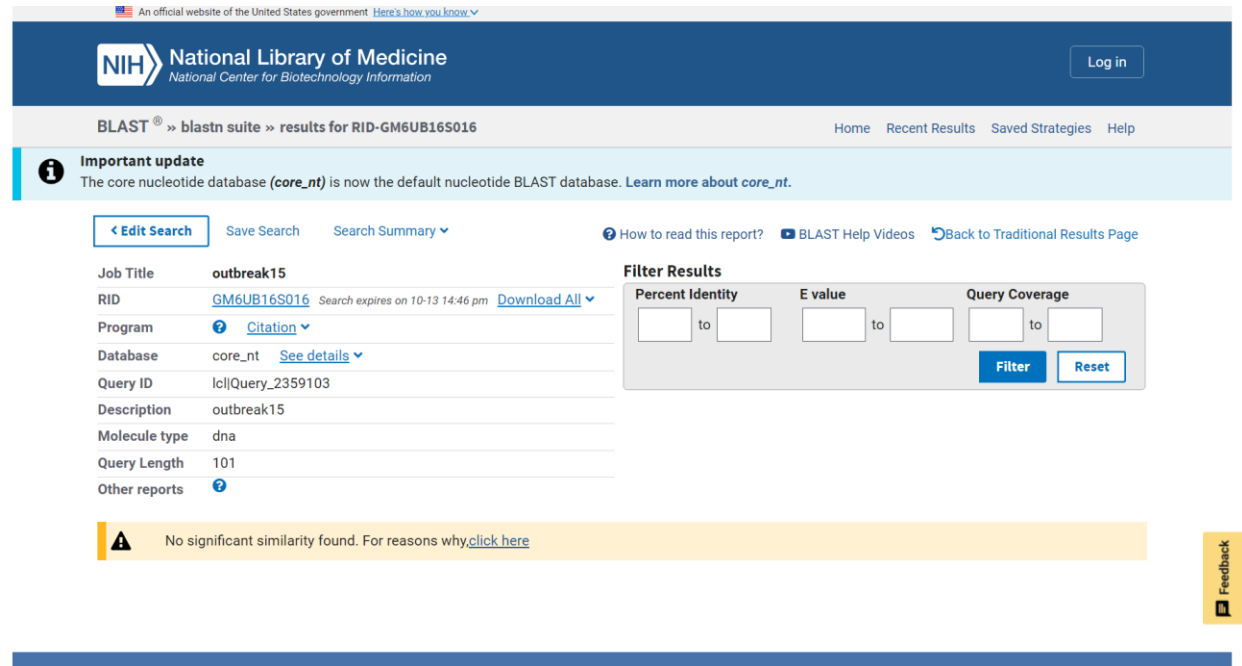 An official website of the United States government Here's how you know
NIH National Library of Medicine
National Center for Biotechnology Information
Log in
BLAST ® » blastn suite » results for RID-GM6UB16S016
Home Recent Results Saved Strategies Help
Important update
The core nucleotide database (core_nt) is now the default nucleotide BLAST database. Learn more about core_nt.
< Edit Search Save Search Search Summary
How to read this report? BLAST Help Videos Back to Traditional Results Page
Job Title outbreak15
RID GM6UB16S016 Search expires on 10-13 14:46 pm Download All
Program ? Citation
Database core_nt See details
Query ID lcl|Query_2359103
Description outbreak15
Molecule type dna
Query Length 101
Other reports ?
Filter Results
Percent Identity E value Query Coverage
to to to
Filter Reset
No significant similarity found. For reasons why,click here
Feedback